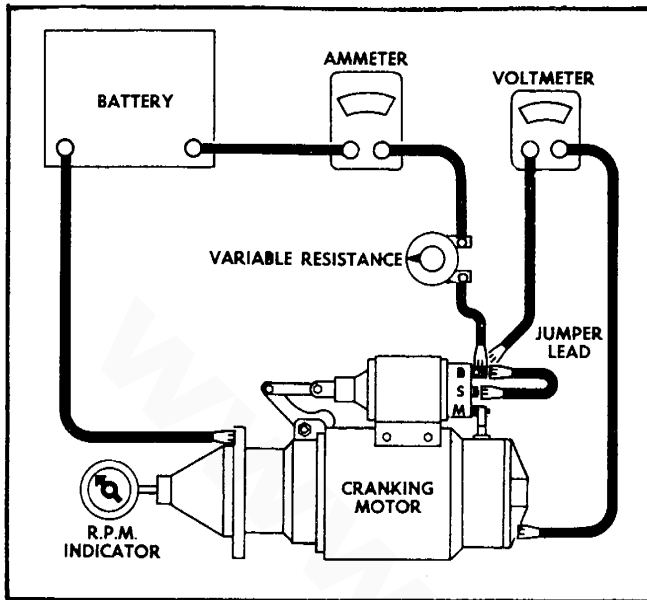 BATTERY
AMMETER
VOLTMETER
VARIABLE RESISTANCE
JUMPER
LEAD
B
S
M
CRANKING
MOTOR
R.P.M.
INDICATOR